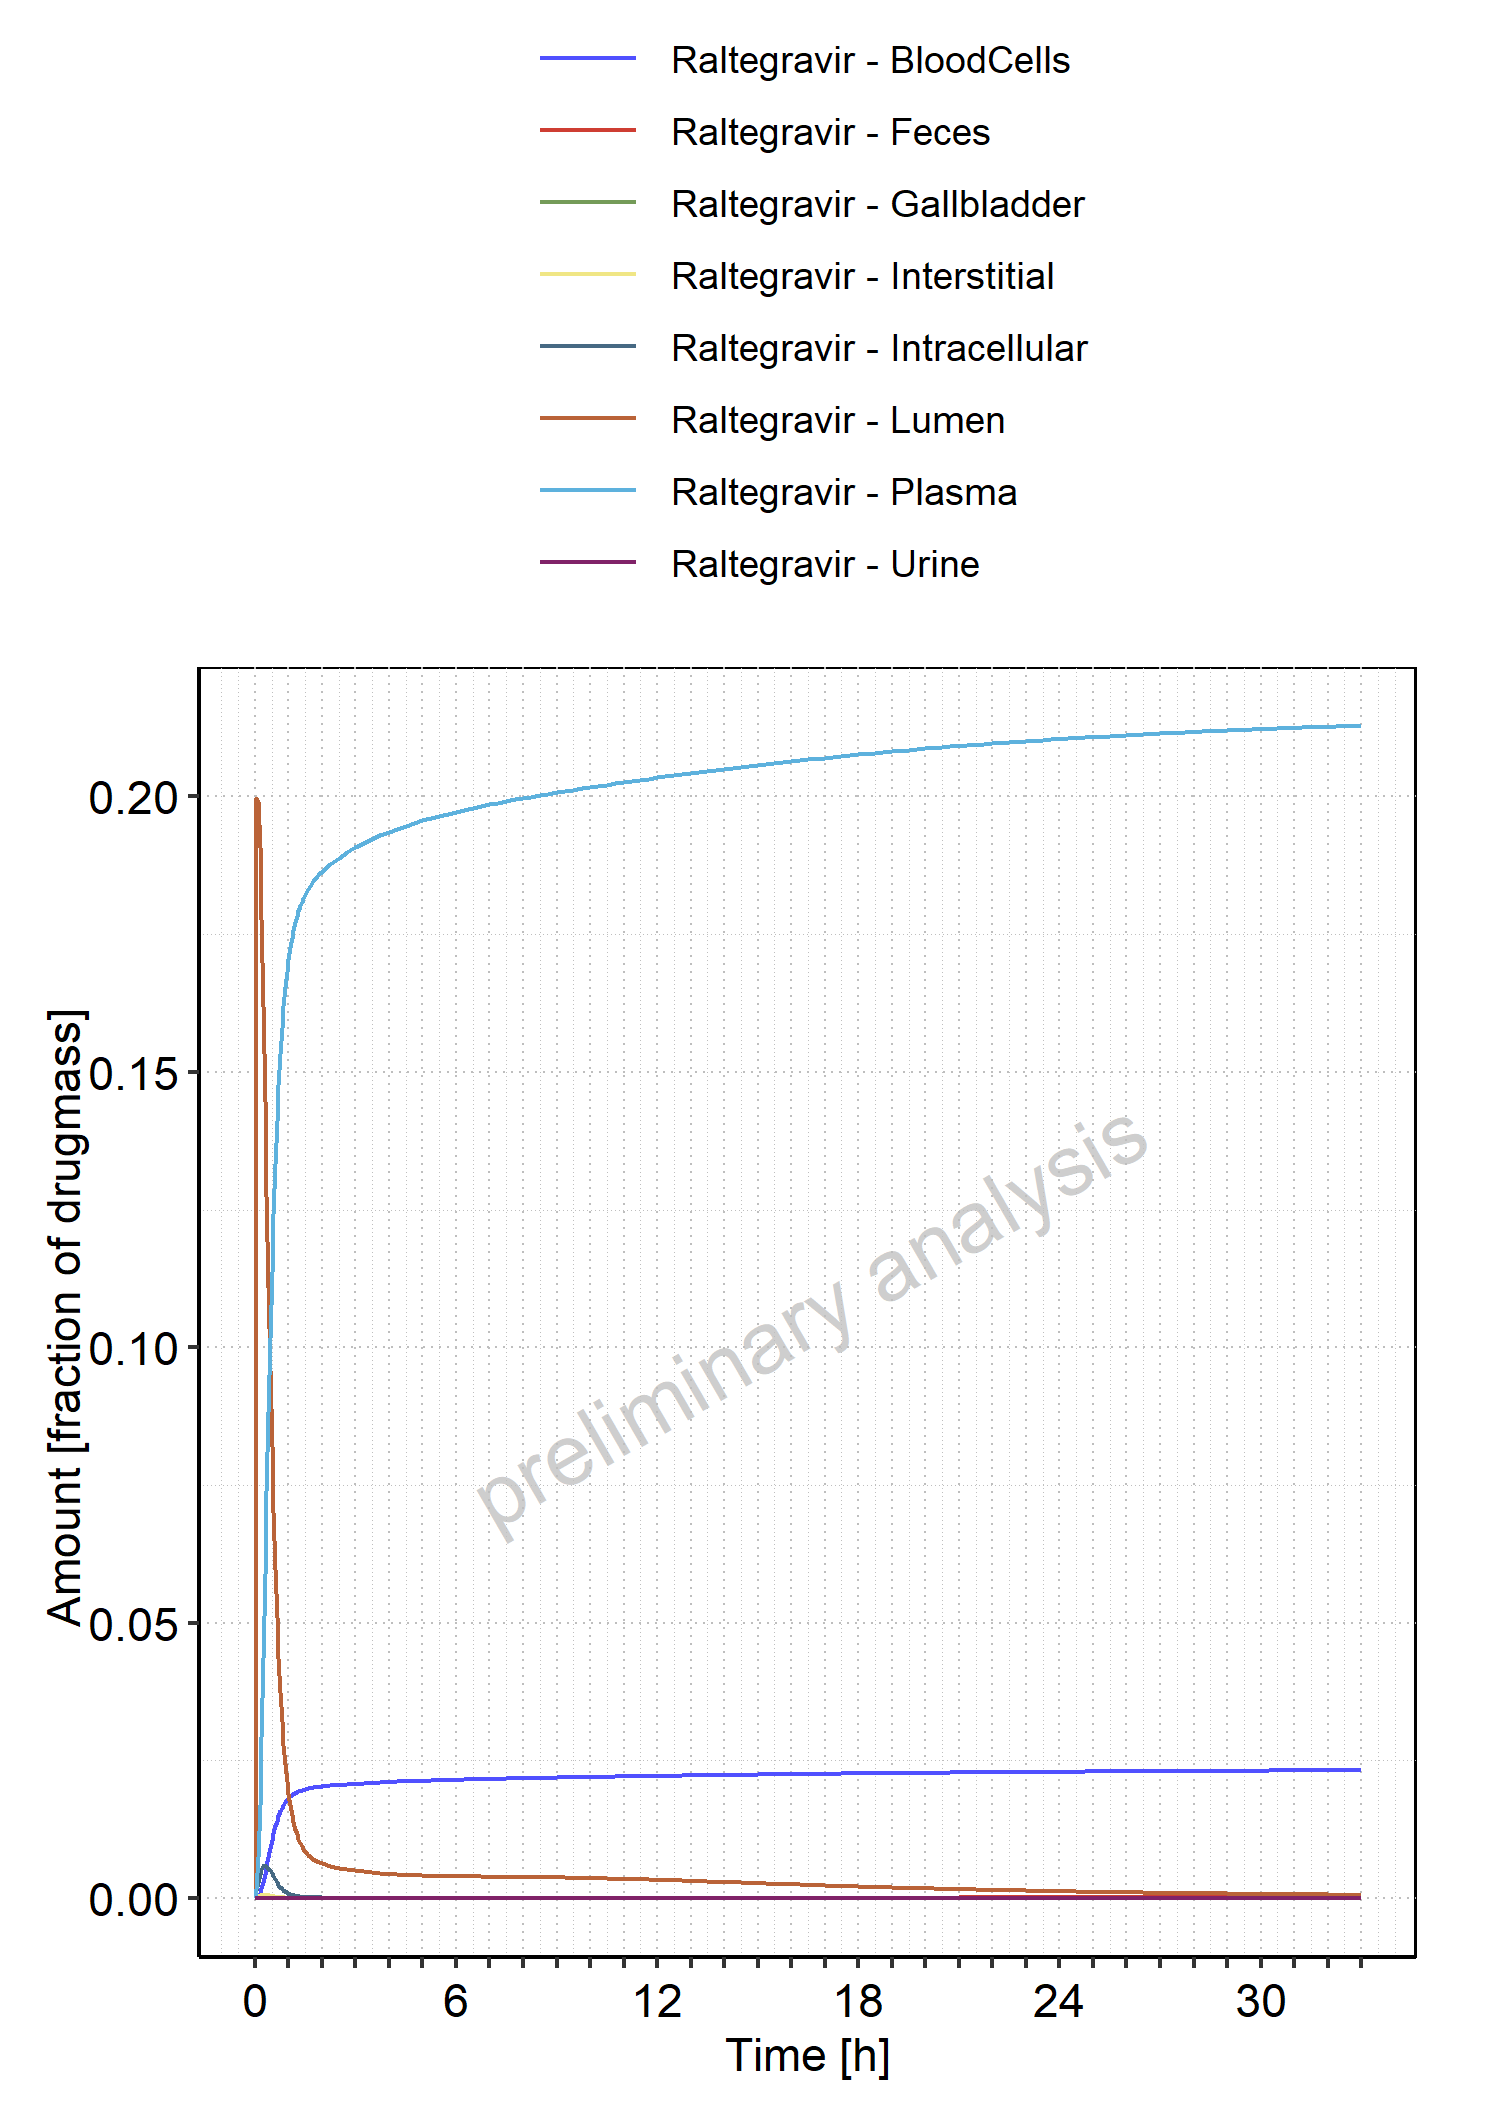 Raltegravir - BloodCells
Raltegravir - Feces
Raltegravir - Gallbladder
Raltegravir - Interstitial
Raltegravir - Intracellular
Raltegravir - Lumen
Raltegravir - Plasma
Raltegravir - Urine
Amount [fraction of drugmass]
0.20
0.15
0.10
0.05
0.00
preliminary analysis
0 6 12 18 24 30
Time [h]